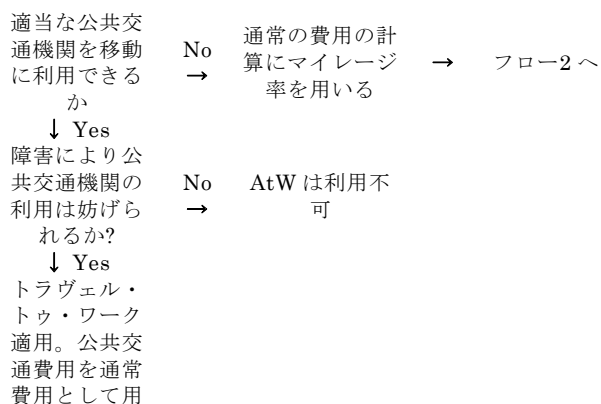 適当な公共交
通機関を移動
に利用できる
か
No
→
通常の費用の計
算にマイレージ
率を用いる
→
フロー2 へ
↓ Yes
障害により公
共交通機関の
利用は妨げら
れるか?
No
→
AtW は利用不
可
↓ Yes
トラヴェル・
トゥ・ワーク
適用。公共交
通費用を通常
費用として用